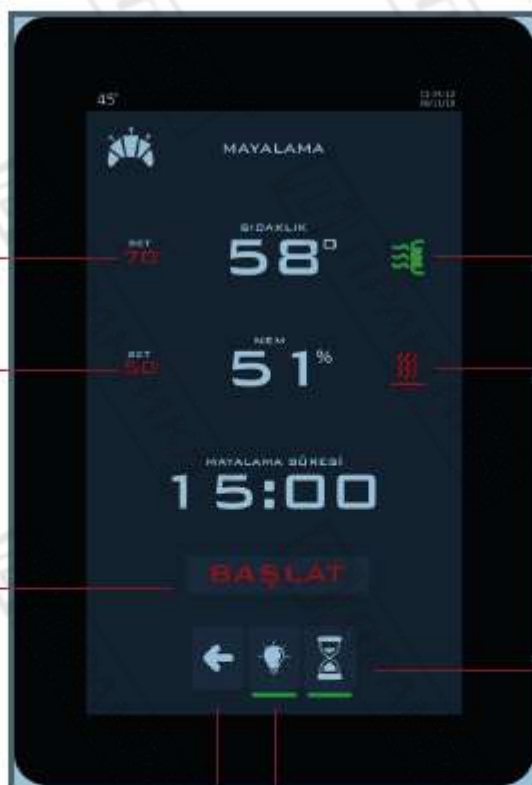 45°
MAYALAMA
SICAKLIK
SET
70
58°
NEM
SET
50
51%
MAYALAMA SÜRESİ
15:00
BAŞLAT